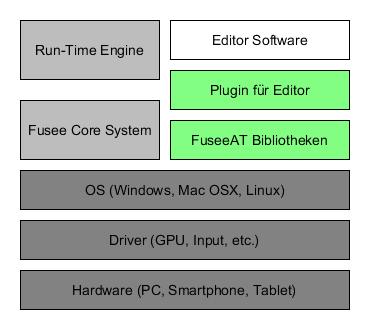 Run-Time Engine
Editor Software
Plugin für Editor
Fusee Core System
FuseeAT Bibliotheken
OS (Windows, Mac OSX, Linux)
Driver (GPU, Input, etc.)
Hardware (PC, Smartphone, Tablet)